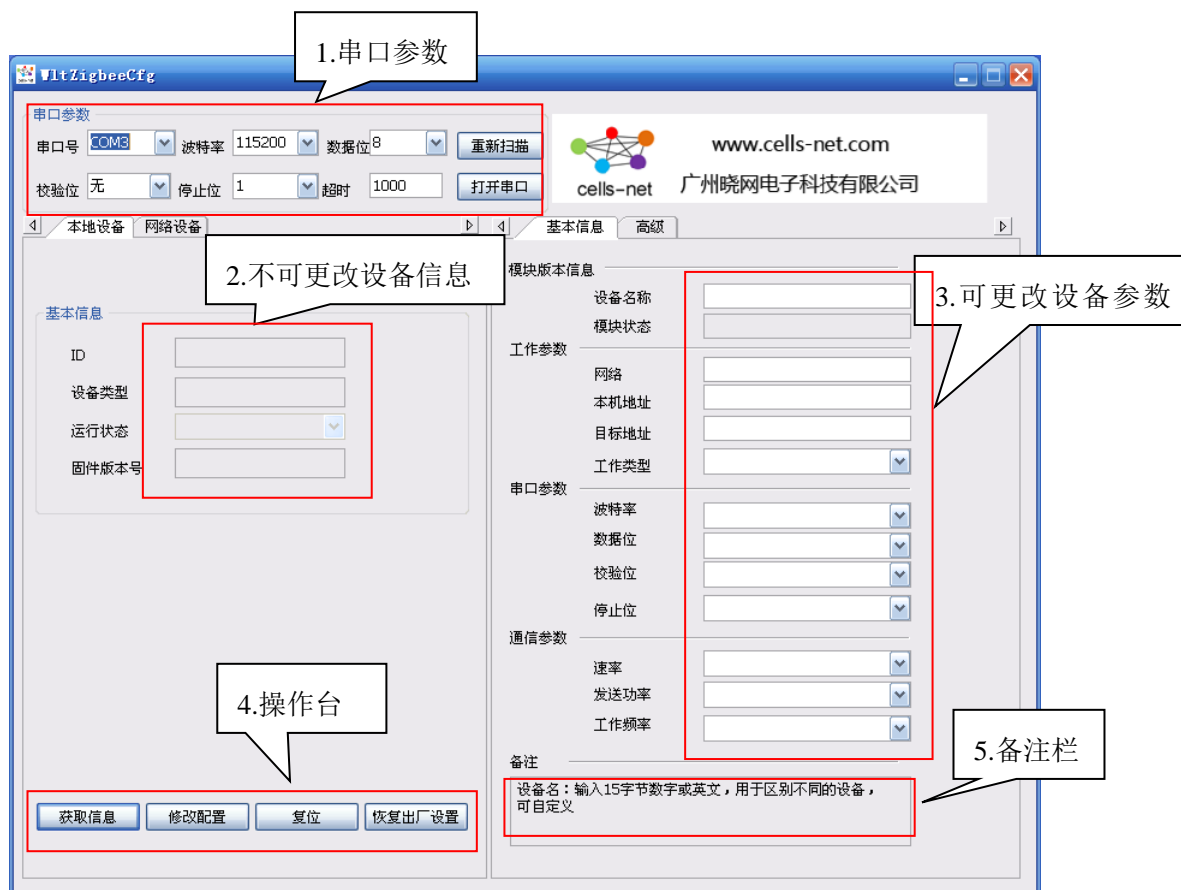 1.串口参数
WltZigbeeCfg
串口参数
串口号 COM3 波特率 115200 数据位 8 重新扫描
校验位 无 停止位 1 超时 1000 打开串口
cells-net
www.cells-net.com
广州晓网电子科技有限公司
本地设备 网络设备
基本信息 高级
2.不可更改设备信息
基本信息
ID
设备类型
运行状态
固件版本号
模块版本信息
设备名称
模块状态
工作参数
网络
本机地址
目标地址
工作类型
串口参数
波特率
数据位
校验位
停止位
通信参数
速率
发送功率
工作频率
3.可更改设备参数
4.操作台
获取信息 修改配置 复位 恢复出厂设置
5.备注栏
备注
设备名：输入15字节数字或英文，用于区别不同的设备，
可自定义